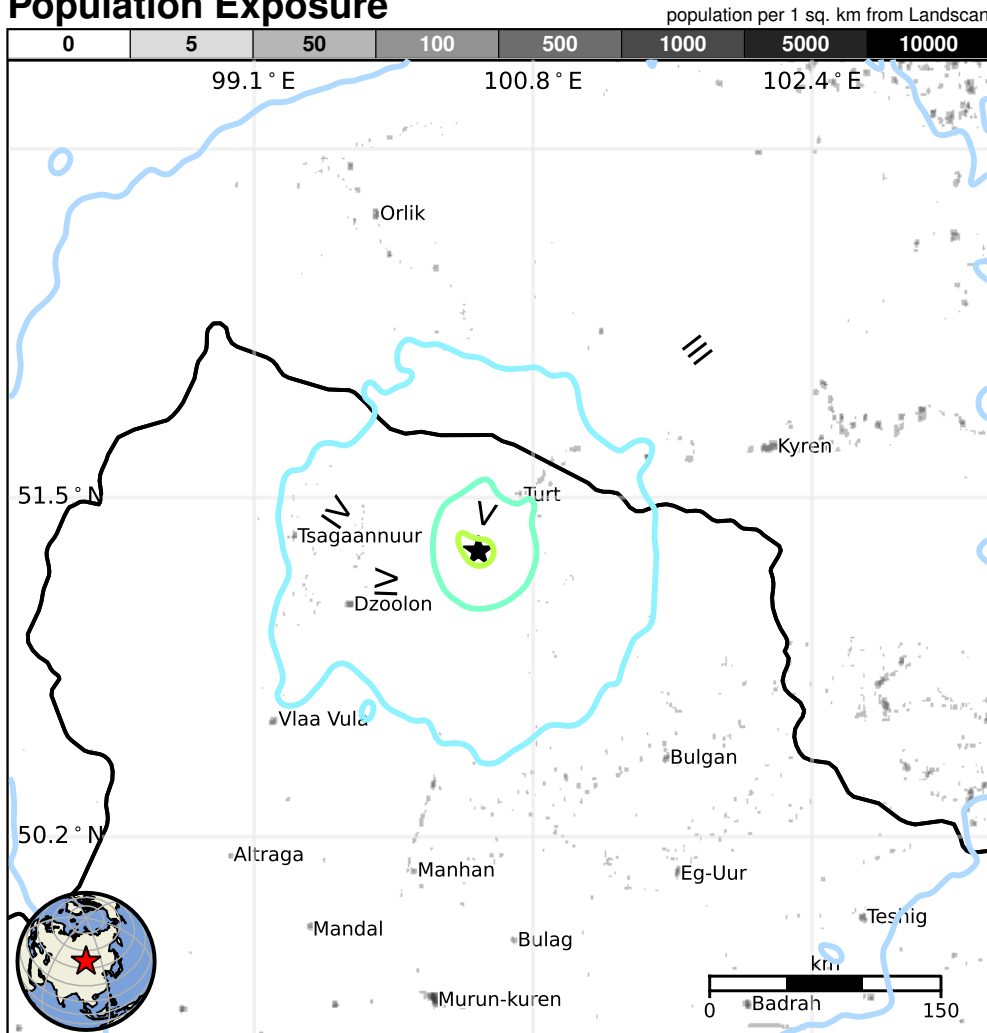 Population Exposure
population per 1 sq. km from Landscan
0 5 50 100 500 1000 5000 10000
99.1°E 100.8°E 102.4°E
Orlik
III
Kyren
51.5°N
Turt
IV
V
Tsagaannuur
IV
Dzoolon
Vlaa Vula
Bulgan
50.2°N
Altraga
Manhan
Eg-Uur
Teshig
Mandal
Bulag
km
Murun-kuren
Badrah
0 150